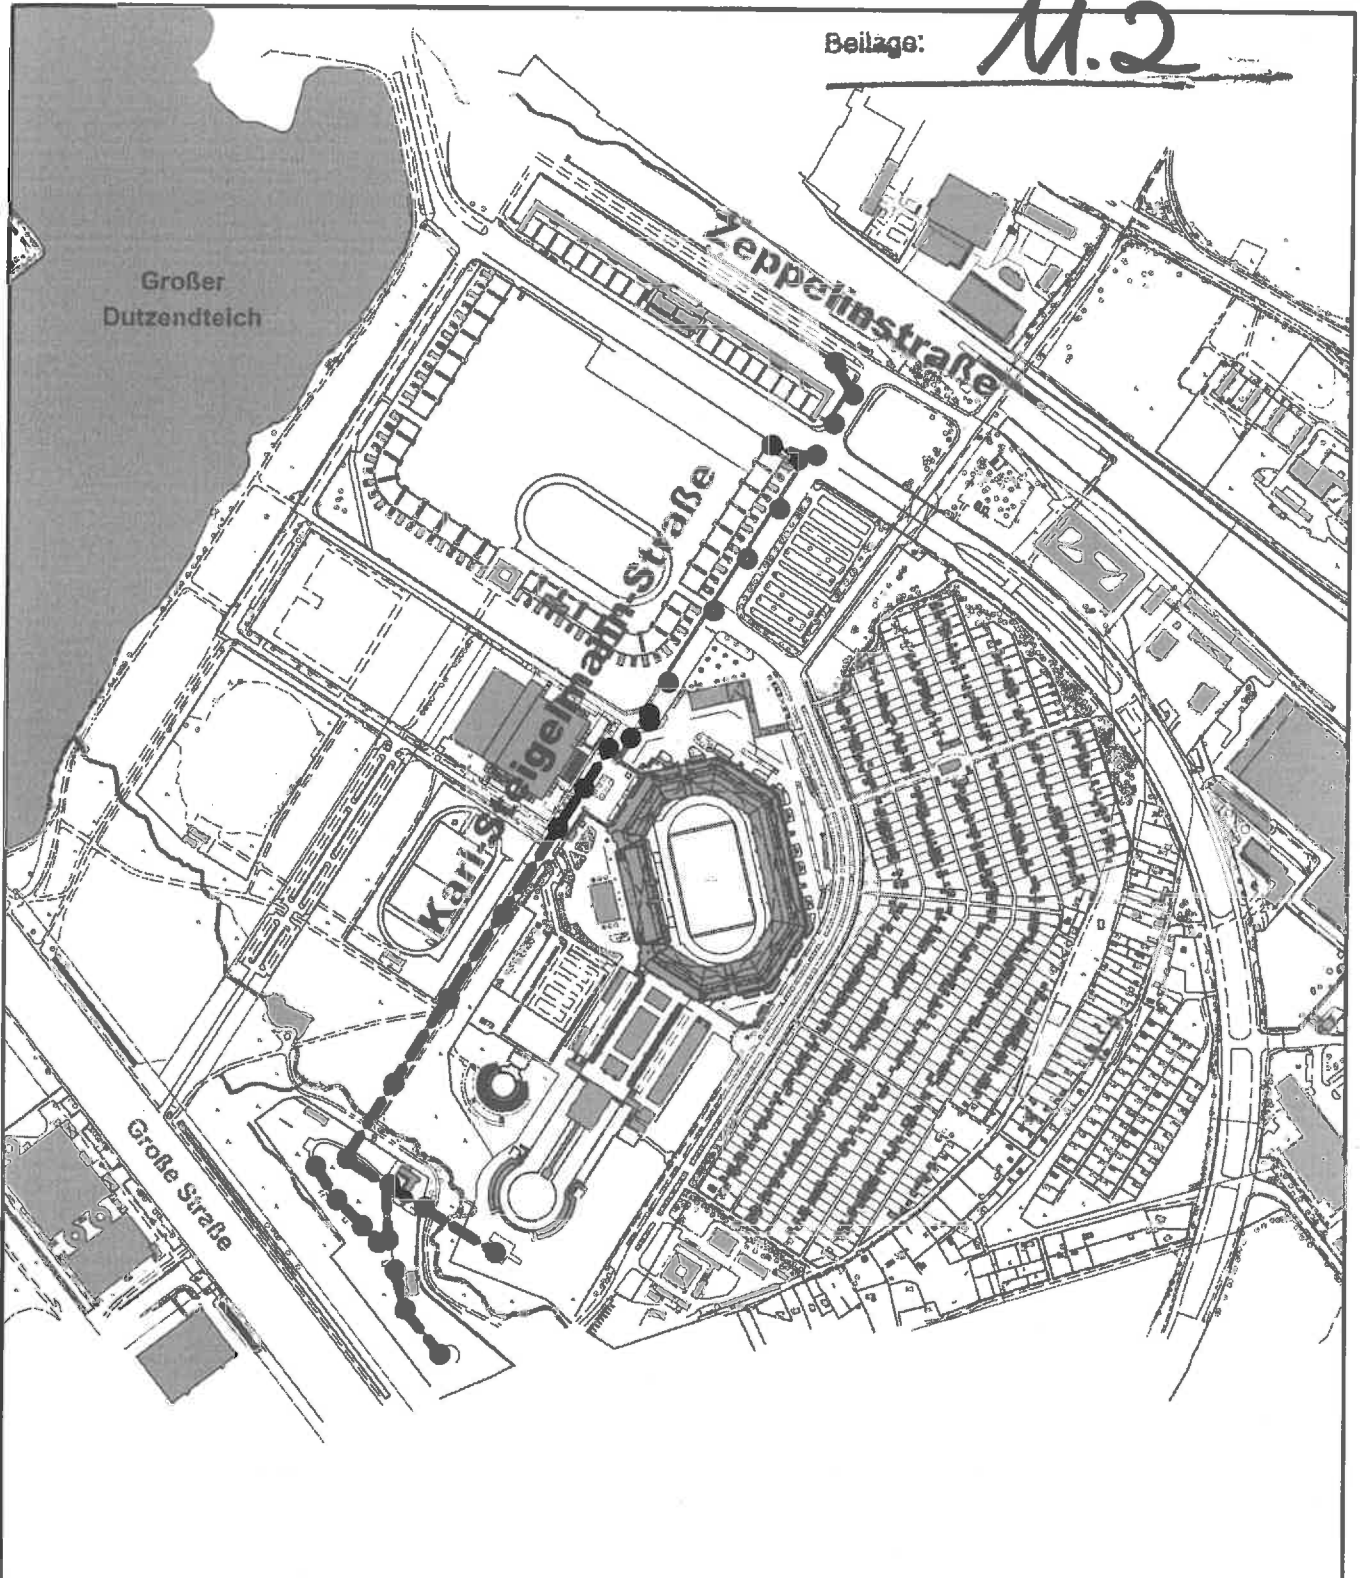 Beilage: 11.2
Großer
Dutzendteich
Zeppelinstraße
Karl-Steigelmann-Straße
Große Straße